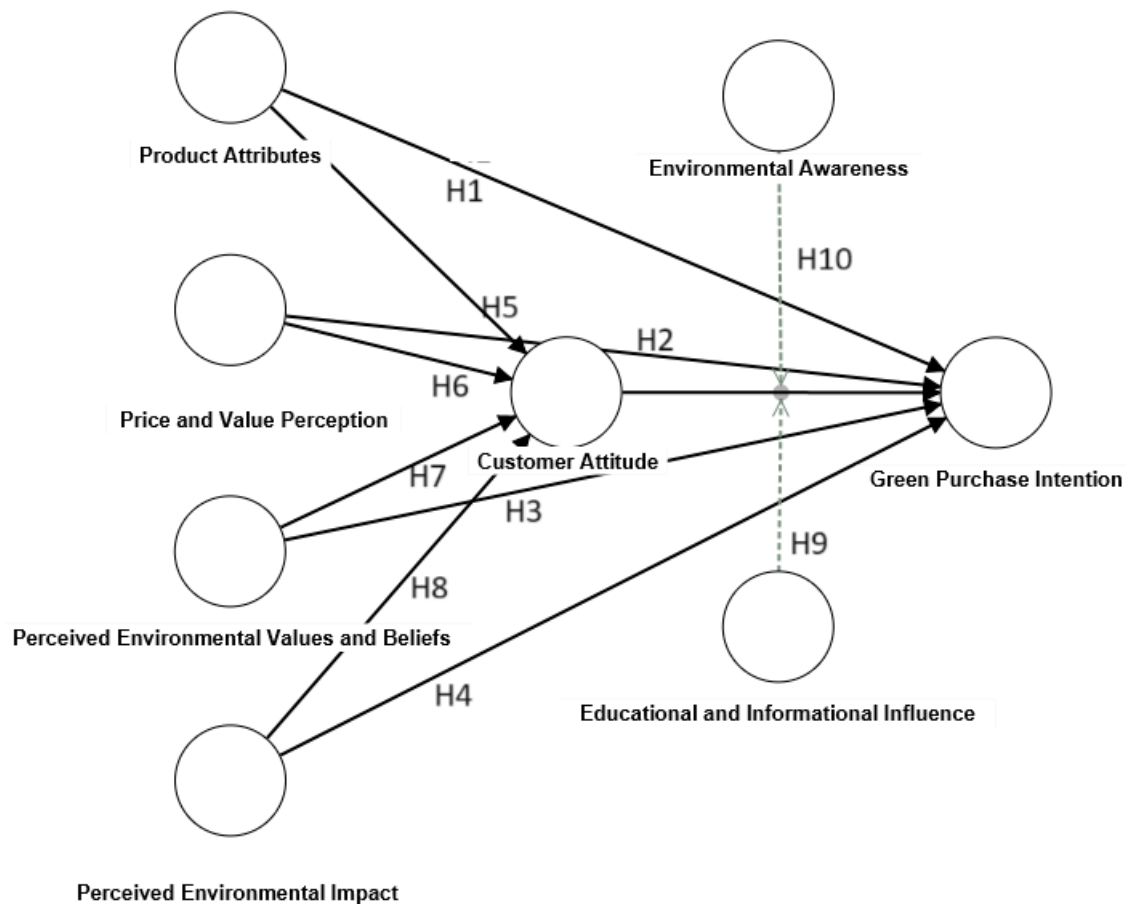 Product Attributes
Environmental Awareness
H1
H10
H5
H2
H6
Price and Value Perception
Customer Attitude
H7
Green Purchase Intention
H3
H9
H8
Perceived Environmental Values and Beliefs
H4
Educational and Informational Influence
Perceived Environmental Impact